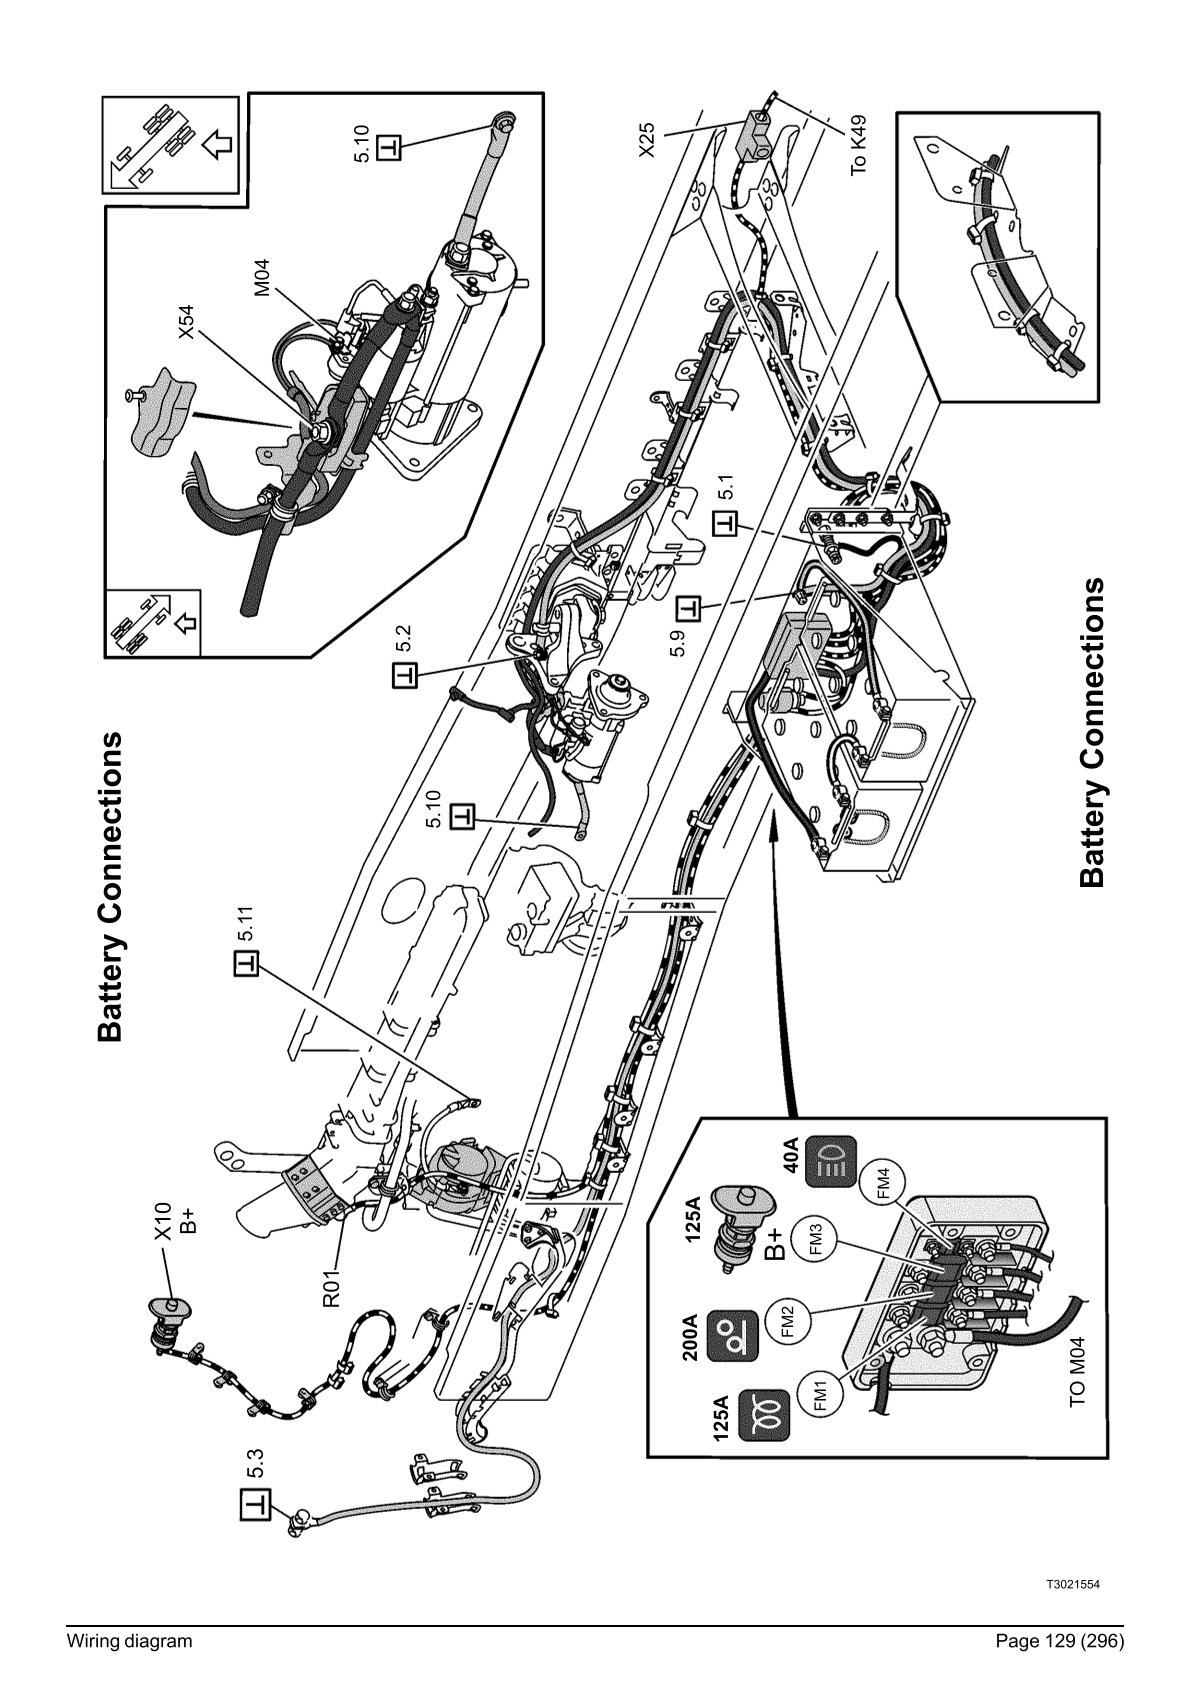 Battery Connections
X10
B+
5.3
R01
5.11
5.10
5.2
X54
M04
5.10
5.9
5.1
X25
To K49
125A
200A
125A
B+
40A
FM1
FM2
FM3
FM4
TO M04
Battery Connections
Wiring diagram
Page 129 (296)
T3021554